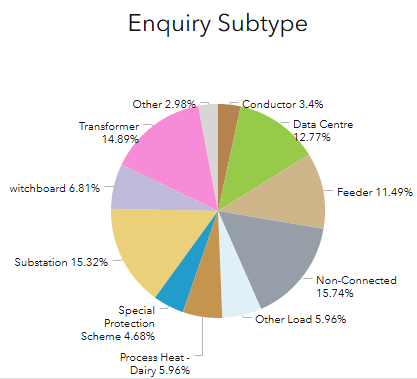 Enquiry Subtype
Other 2.98%
Conductor 3.4%
Transformer
14.89%
Data Centre
12.77%
witchboard 6.81%
Feeder 11.49%
Substation 15.32%
Non-Connected
15.74%
Special
Protection
Scheme 4.68%
Other Load 5.96%
Process Heat -
Dairy 5.96%